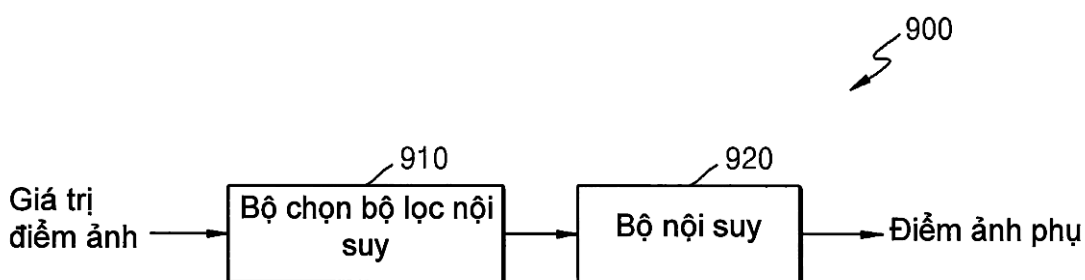 900
910
920
Giá trị
điểm ảnh
Bộ chọn bộ lọc nội
suy
Bộ nội suy
Điểm ảnh phụ